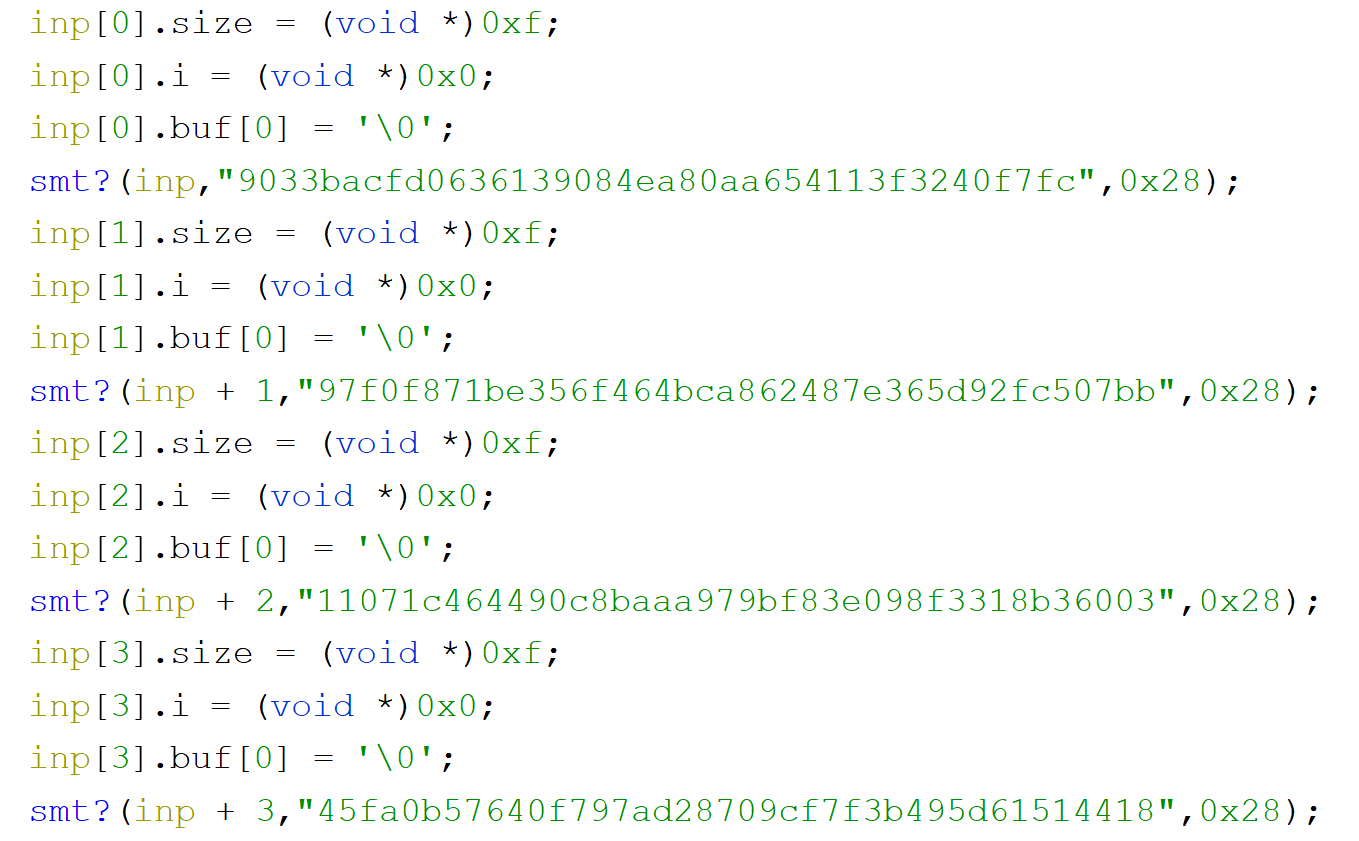 inp[0].size = (void *)0xf;
inp[0].i = (void *)0x0;
inp[0].buf[0] = '\0';
smt?(inp,"9033bacfd0636139084ea80aa654113f3240f7fc",0x28);
inp[1].size = (void *)0xf;
inp[1].i = (void *)0x0;
inp[1].buf[0] = '\0';
smt?(inp + 1,"97f0f871be356f464bca862487e365d92fc507bb",0x28);
inp[2].size = (void *)0xf;
inp[2].i = (void *)0x0;
inp[2].buf[0] = '\0';
smt?(inp + 2,"11071c464490c8baaa979bf83e098f3318b36003",0x28);
inp[3].size = (void *)0xf;
inp[3].i = (void *)0x0;
inp[3].buf[0] = '\0';
smt?(inp + 3,"45fa0b57640f797ad28709cf7f3b495d61514418",0x28);